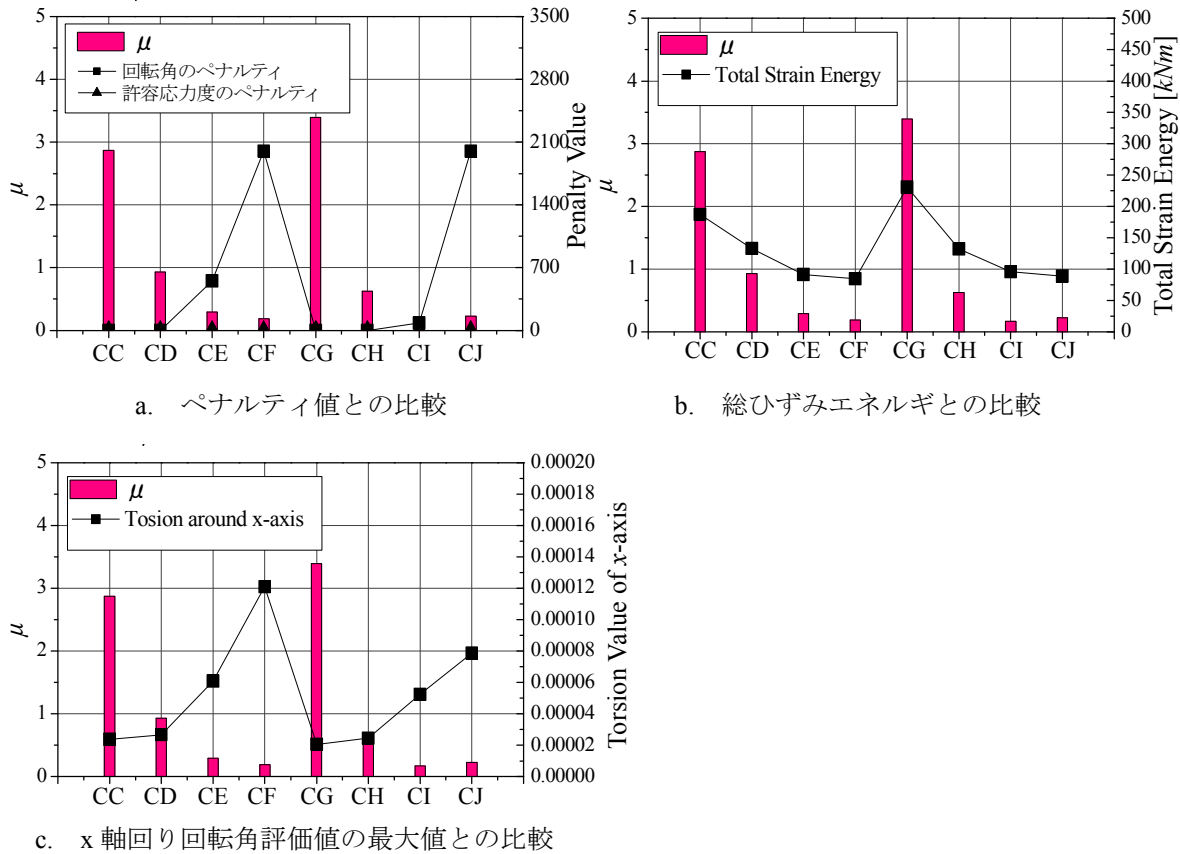 5
4
3
2
1
0
μ
μ
回転角のペナルティ
許容応力度のペナルティ
3500
2800
2100
1400
700
0
Penalty Value
CC CD CE CF CG CH CI CJ
a. ペナルティ値との比較
5
4
3
2
1
0
μ
μ
Total Strain Energy
500
450
400
350
300
250
200
150
100
50
0
Total Strain Energy [kNm]
CC CD CE CF CG CH CI CJ
b. 総ひずみエネルギとの比較
5
4
3
2
1
0
μ
μ
Tosion around x-axis
0.00020
0.00018
0.00016
0.00014
0.00012
0.00010
0.00008
0.00006
0.00004
0.00002
0.00000
Torsion Value of x-axis
CC CD CE CF CG CH CI CJ
c. x 軸回り回転角評価値の最大値との比較